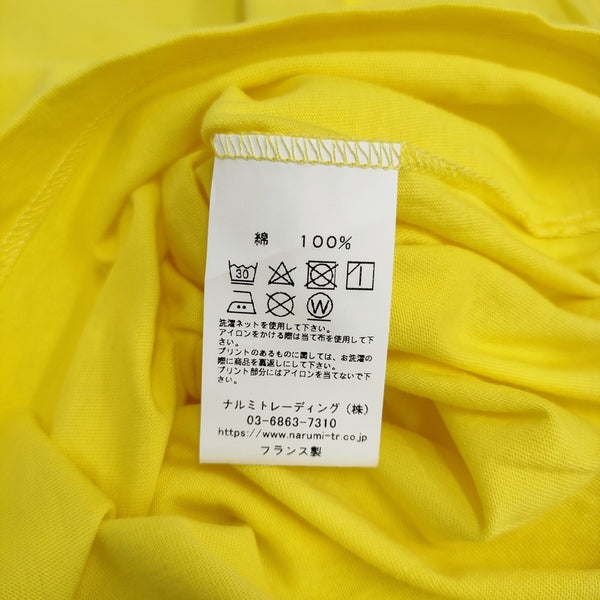 綿 100%
30
W
洗濯ネットを使用して下さい。
アイロンをかける際は当て布を使用して下さ
い。
プリントのあるものに関しては、お洗濯の
際に商品を裏返しにして下さい。
プリント部分にはアイロンを当てないで下
さい。
ナルミトレーディング(株)
03-6863-7310
https://www.narumi-tr.co.jp
フランス製